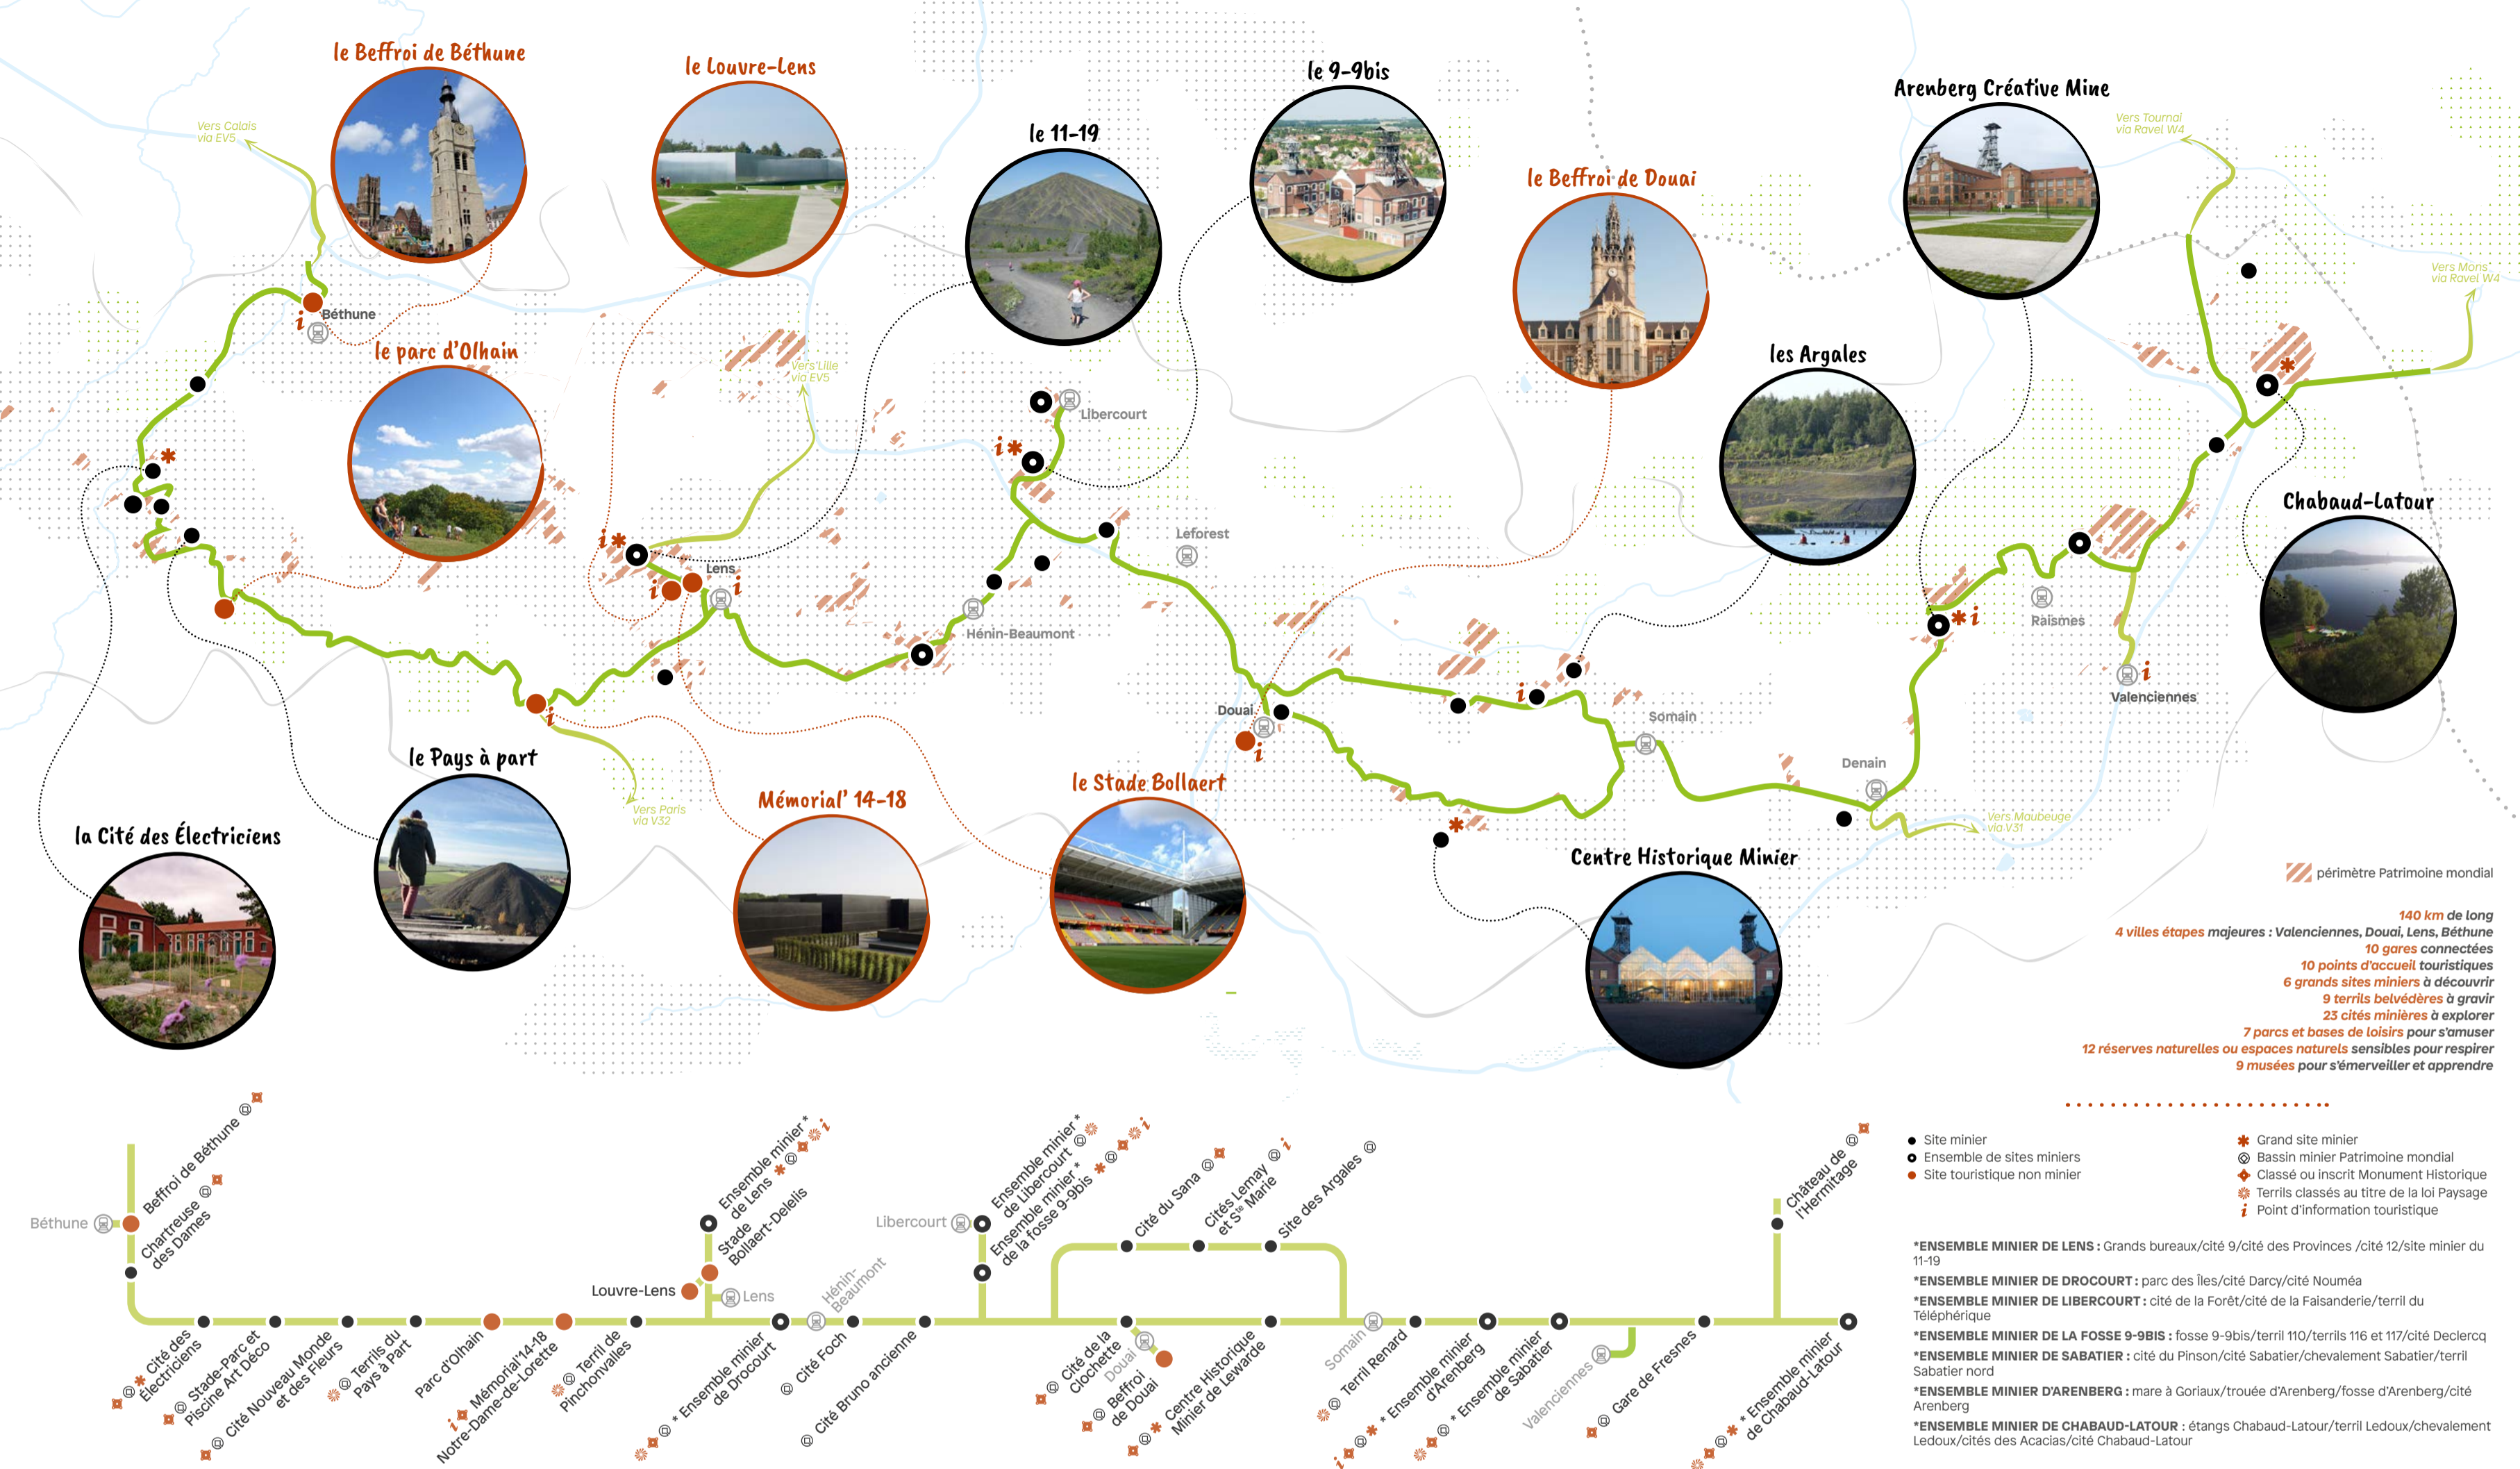 le Beffroi de Béthune
le Louvre-Lens
le 11-19
le 9-9bis
le Beffroi de Douai
Arenberg Créative Mine
Vers Calais
via EV5
Vers Tournai
via Ravel W4
Vers Mons
via Ravel W4
Béthune
le parc d'Olhain
Vers Lille
via EV5
Libercourt
les Argales
Chabaud-Latour
Lens
Leforest
Hénin-Beaumont
Raismes
Valenciennes
Douai
Somain
Denain
le Pays à part
Mémorial' 14-18
le Stade Bollaert
Vers Paris
via V32
Vers Maubeuge
via V31
la Cité des Électriciens
Centre Historique Minier
périmètre Patrimoine mondial
140 km de long
4 villes étapes majeures : Valenciennes, Douai, Lens, Béthune
10 gares connectées
10 points d'accueil touristiques
6 grands sites miniers à découvrir
9 terrils belvédères à gravir
23 cités minières à explorer
7 parcs et bases de loisirs pour s'amuser
12 réserves naturelles ou espaces naturels sensibles pour respirer
9 musées pour s'émerveiller et apprendre
Site minier
Ensemble de sites miniers
Site touristique non minier
Grand site minier
Bassin minier Patrimoine mondial
Classé ou inscrit Monument Historique
Terrils classés au titre de la loi Paysage
Point d'information touristique
*ENSEMBLE MINIER DE LENS : Grands bureaux/cité 9/cité des Provinces /cité 12/site minier du
11-19
*ENSEMBLE MINIER DE DROCOURT : parc des Îles/cité Darcy/cité Nouméa
*ENSEMBLE MINIER DE LIBERCOURT : cité de la Forêt/cité de la Faisanderie/terril du
Téléphérique
*ENSEMBLE MINIER DE LA FOSSE 9-9BIS : fosse 9-9bis/terril 110/terrils 116 et 117/cité Declercq
*ENSEMBLE MINIER DE SABATIER : cité du Pinson/cité Sabatier/chevalement Sabatier/terril
Sabatier nord
*ENSEMBLE MINIER D'ARENBERG : mare à Goriaux/trouée d'Arenberg/fosse d'Arenberg/cité
Arenberg
*ENSEMBLE MINIER DE CHABAUD-LATOUR : étangs Chabaud-Latour/terril Ledoux/chevalement
Ledoux/cités des Acacias/cité Chabaud-Latour
Béthune
Beffroi de Béthune
Chartreuse
des Dames
Cité des
Électriciens
Stade-Parc et
Piscine Art Déco
Cité Nouveau Monde
et des Fleurs
Terrils du
Pays à Part
Parc d'Olhain
Mémorial'14-18
Notre-Dame-de-Lorette
Terril de
Pinchonvalles
Louvre-Lens
Ensemble minier *
de Lens
Stade
Bollaert-Delelis
Lens
* Ensemble minier
de Drocourt
Hénin-
Beaumont
Cité Foch
Cité Bruno ancienne
Libercourt
Ensemble minier *
de Libercourt
Ensemble minier *
de la fosse 9-9bis
Cité du Sana
Cités Lemay
et Ste Marie
Site des Argales
Cité de la
Clochette
Douai
Beffroi
de Douai
Centre Historique
Minier de Lewarde
Somain
Terril Renard
* Ensemble minier
d'Arenberg
* Ensemble minier
de Sabatier
Valenciennes
Gare de Fresnes
Château de
l'Hermitage
* Ensemble minier
de Chabaud-Latour